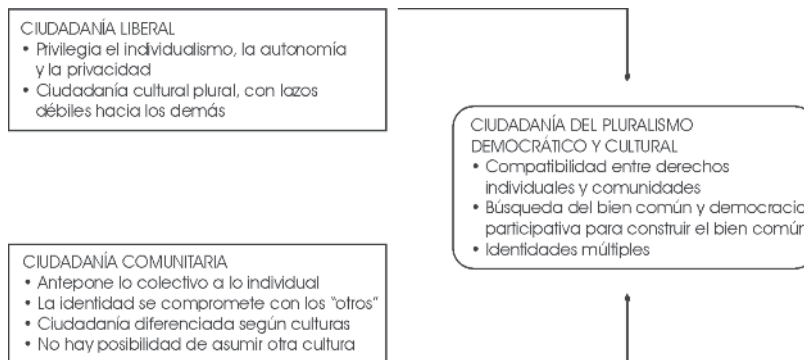 CIUDADANÍA LIBERAL
• Privilegia el individualismo, la autonomía
y la privacidad
• Ciudadanía cultural plural, con lazos
débiles hacia los demás
CIUDADANÍA DEL PLURALISMO
DEMOCRÁTICO Y CULTURAL
• Compatibilidad entre derechos
individuales y comunidades
• Búsqueda del bien común y democracia
participativa para construir el bien común
• Identidades múltiples
CIUDADANÍA COMUNITARIA
• Antepone lo colectivo a lo individual
• La identidad se compromete con los "otros"
• Ciudadanía diferenciada según culturas
• No hay posibilidad de asumir otra cultura